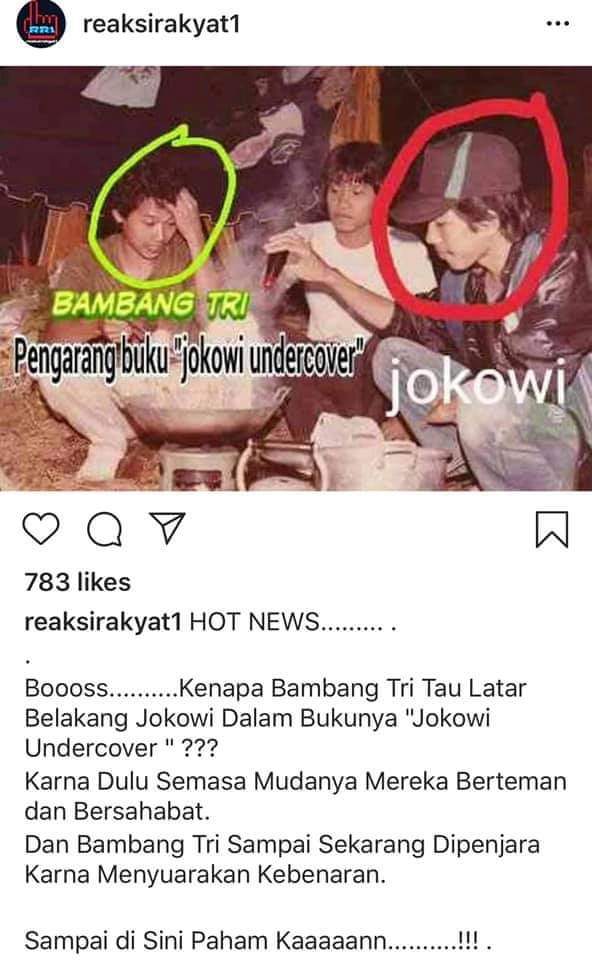 RR1
reaksirakyat1
BAMBANG TRI
Pengarang buku "jokowi undercover"
jokowi
783 likes
reaksirakyat1 HOT NEWS......... .
.
Boooss..........Kenapa Bambang Tri Tau Latar
Belakang Jokowi Dalam Bukunya "Jokowi
Undercover " ???
Karna Dulu Semasa Mudanya Mereka Berteman
dan Bersahabat.
Dan Bambang Tri Sampai Sekarang Dipenjara
Karna Menyuarakan Kebenaran.
Sampai di Sini Paham Kaaaaann..........!!! .